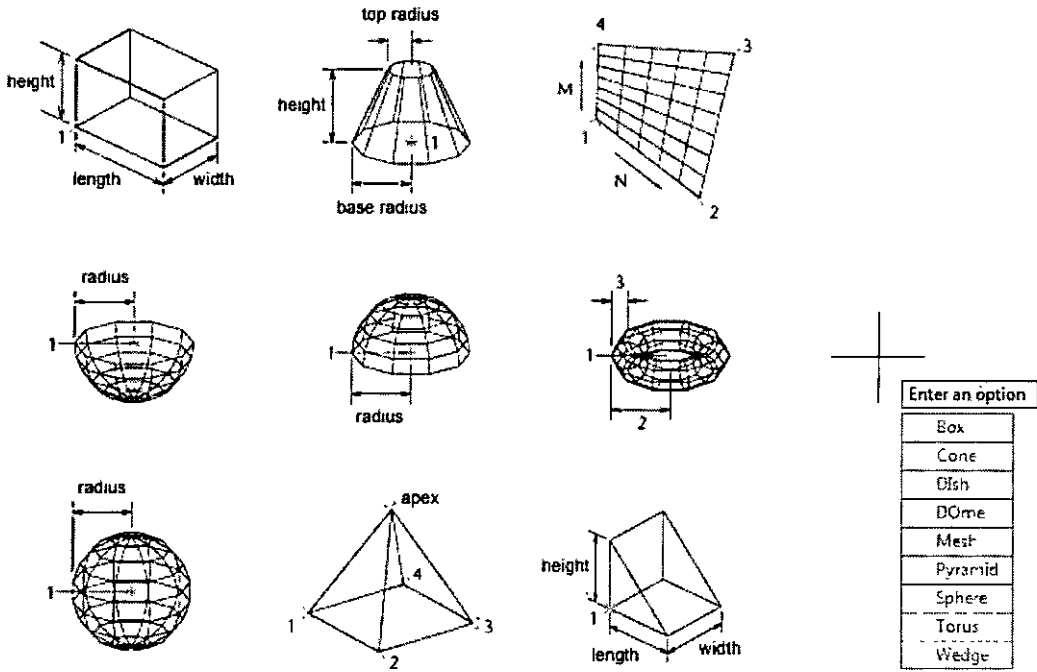 top radius
4
3
height
height
M
1
1
length
width
N
base radius
2
radius
3
1
1
1
radius
2
Enter an option
Box
Cone
DIsh
DOme
Mesh
Pyramid
Sphere
Torus
Wedge
radius
apex
1
4
height
1
3
1
2
length
width